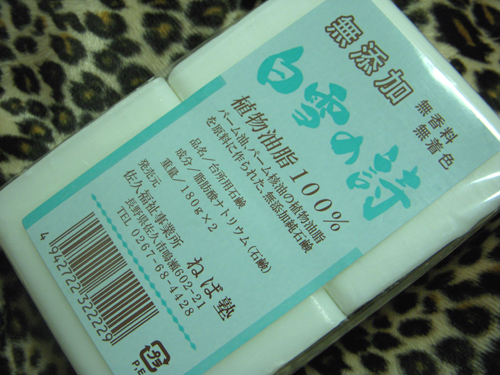 無添加
無香料
無着色
白雪の詩
植物油脂100%
パーム油、パーム核油の植物油脂
を原料に作られた、無添加純石鹸
品名/台所用石鹸
成分/脂肪酸ナトリウム(石鹸)
重量/180g×2
発売元
佐久福祉事業所 ねば塾
長野県佐久市鳴瀬602-21
TEL 0267-68-4428
4942722322229
プラ
P.E